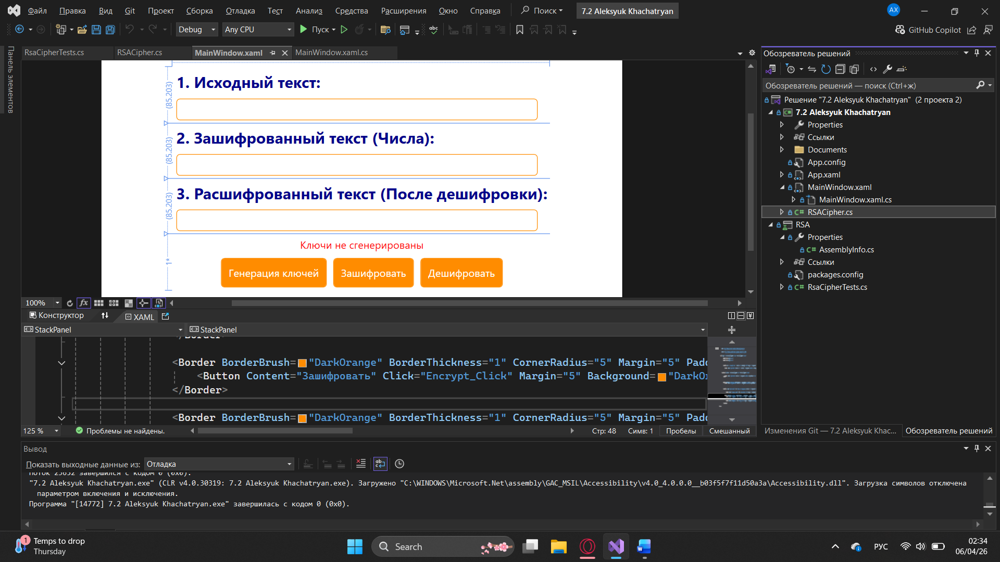 Файл Правка Вид Git Проект Сборка Отладка Тест Анализ Средства Расширения Окно Справка Поиск 7.2 Aleksyuk Khachatryan AX
Debug Any CPU Пуск GitHub Copilot
Панель элементов
RsaCipherTests.cs RSACipher.cs MainWindow.xaml MainWindow.xaml.cs
1. Исходный текст:
(85.203)
2. Зашифрованный текст (Числа):
(85.203)
3. Расшифрованный текст (После дешифровки):
(85.203)
Ключи не сгенерированы
1*
Генерация ключей Зашифровать Дешифровать
100%
Конструктор XAML
StackPanel StackPanel
</Border>
<Border BorderBrush="DarkOrange" BorderThickness="1" CornerRadius="5" Margin="5" Padd
<Button Content="Зашифровать" Click="Encrypt_Click" Margin="5" Background="DarkO
</Border>
<Border BorderBrush="DarkOrange" BorderThickness="1" CornerRadius="5" Margin="5" Padd
125 % Проблемы не найдены. Стр: 48 Симв: 1 Пробелы Смешанный
Обозреватель решений
Обозреватель решений — поиск (Ctrl+ж)
Решение "7.2 Aleksyuk Khachatryan" (2 проекта 2)
7.2 Aleksyuk Khachatryan
Properties
Ссылки
Documents
App.config
App.xaml
MainWindow.xaml
MainWindow.xaml.cs
C# RSACipher.cs
RSA
Properties
C# AssemblyInfo.cs
Ссылки
packages.config
C# RsaCipherTests.cs
Изменения Git — 7.2 Aleksyuk Khac... Обозреватель решений
Вывод
Показать выходные данные из: Отладка
Поток 25652 завершился с кодом 0 (0x0).
"7.2 Aleksyuk Khachatryan.exe" (CLR v4.0.30319: 7.2 Aleksyuk Khachatryan.exe). Загружено "C:\WINDOWS\Microsoft.Net\assembly\GAC_MSIL\Accessibility\v4.0_4.0.0.0__b03f5f7f11d50a3a\Accessibility.dll". Загрузка символов отключена
параметром включения и исключения.
Программа "[14772] 7.2 Aleksyuk Khachatryan.exe" завершилась с кодом 0 (0x0).
1
Temps to drop
Thursday
Search
РУС
02:34
06/04/26